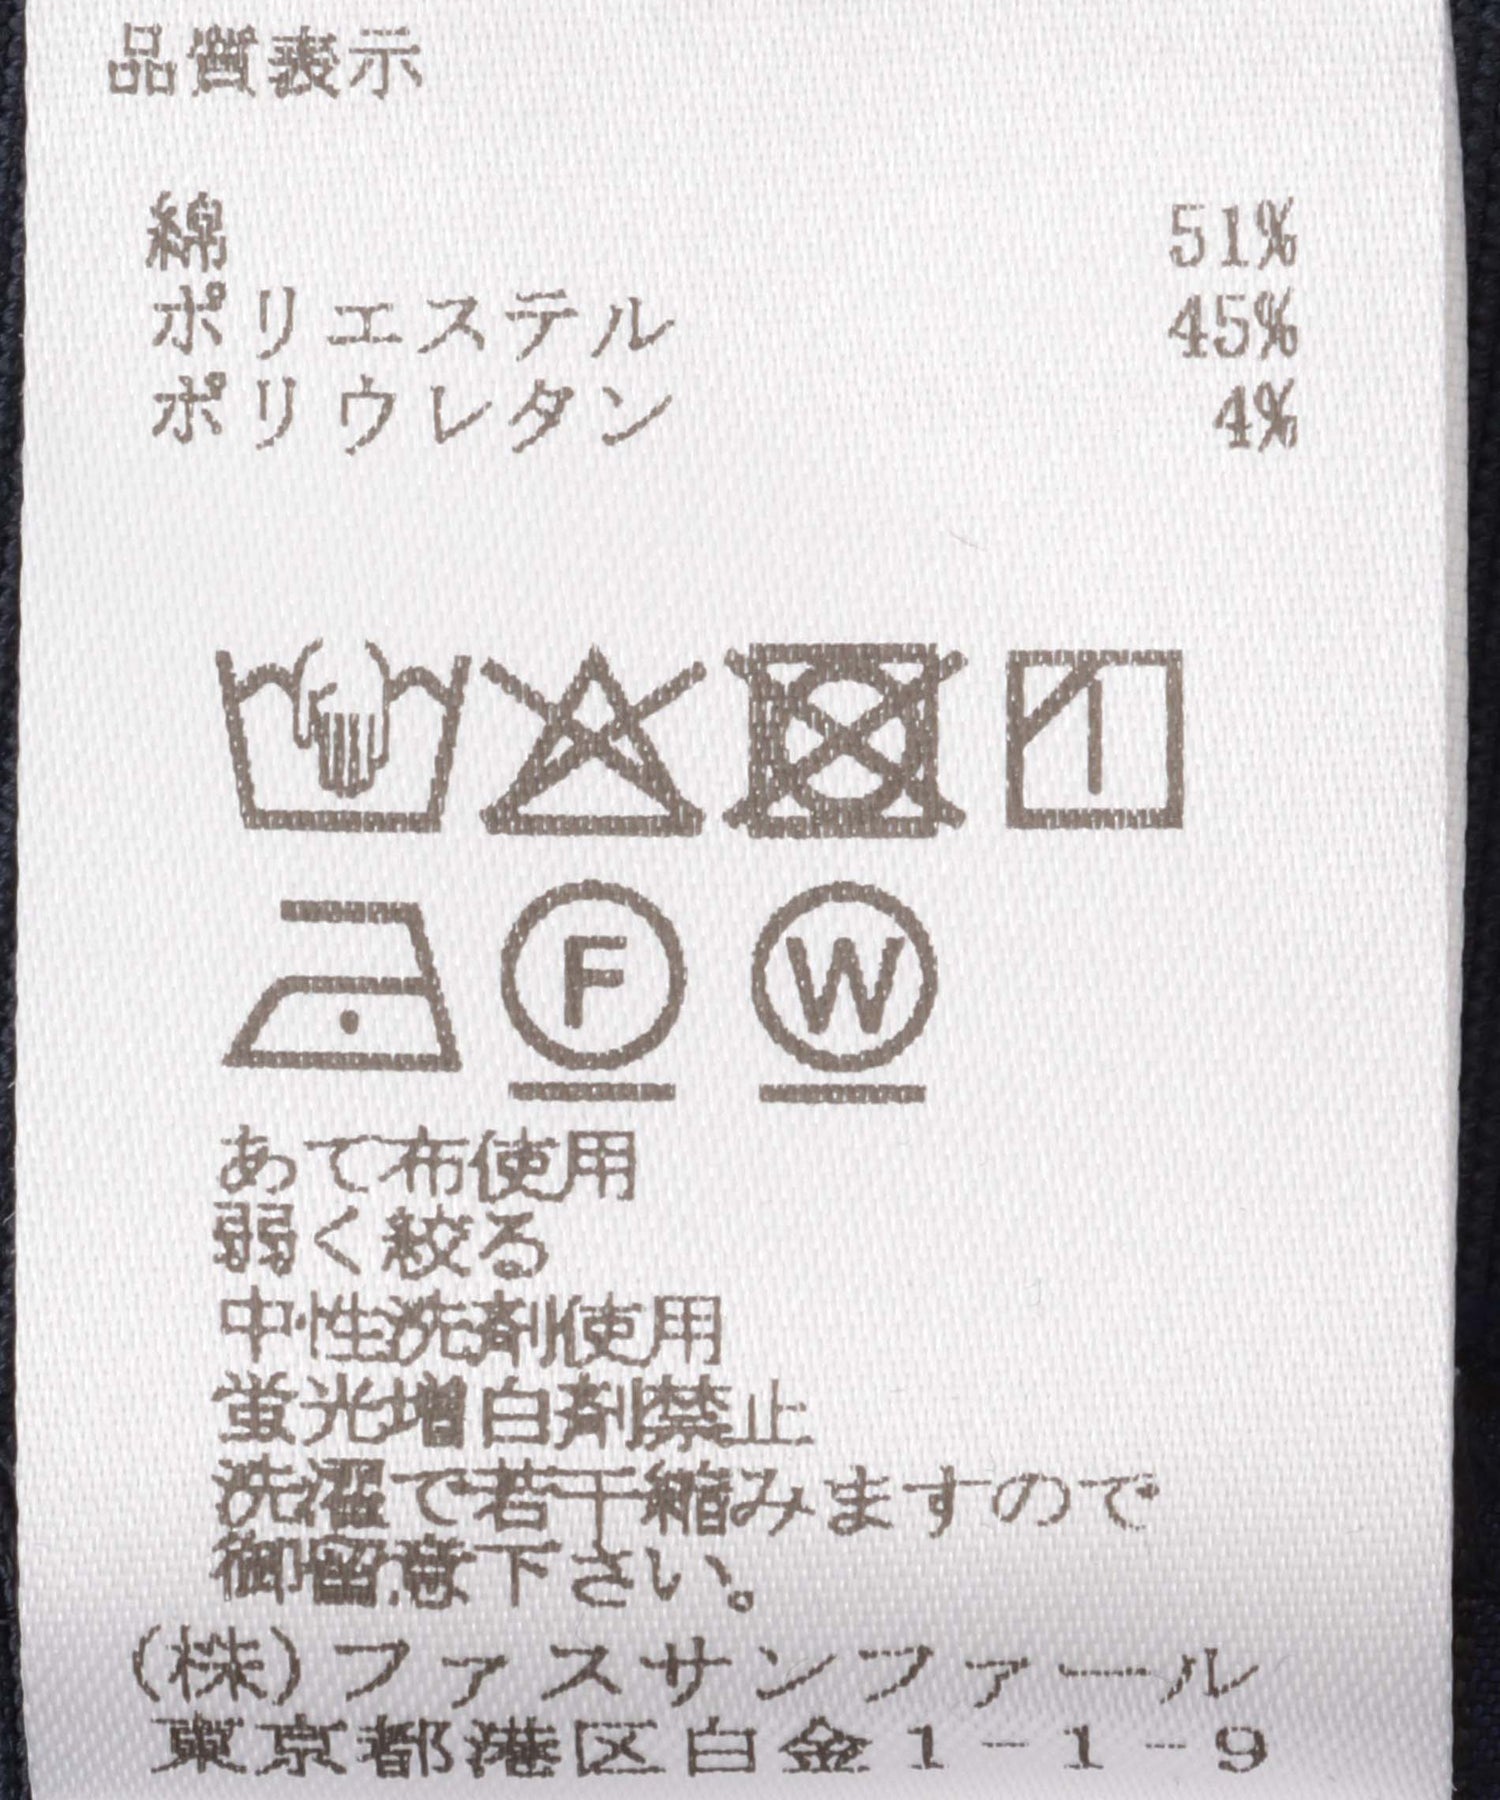 品質表示
綿 51%
ポリエステル 45%
ポリウレタン 4%
F W
あて布使用
弱く絞る
中性洗剤使用
蛍光増白剤禁止
洗濯で若干縮みますので
御留意下さい。
(株)ファスサンファール
東京都港区白金1-1-9